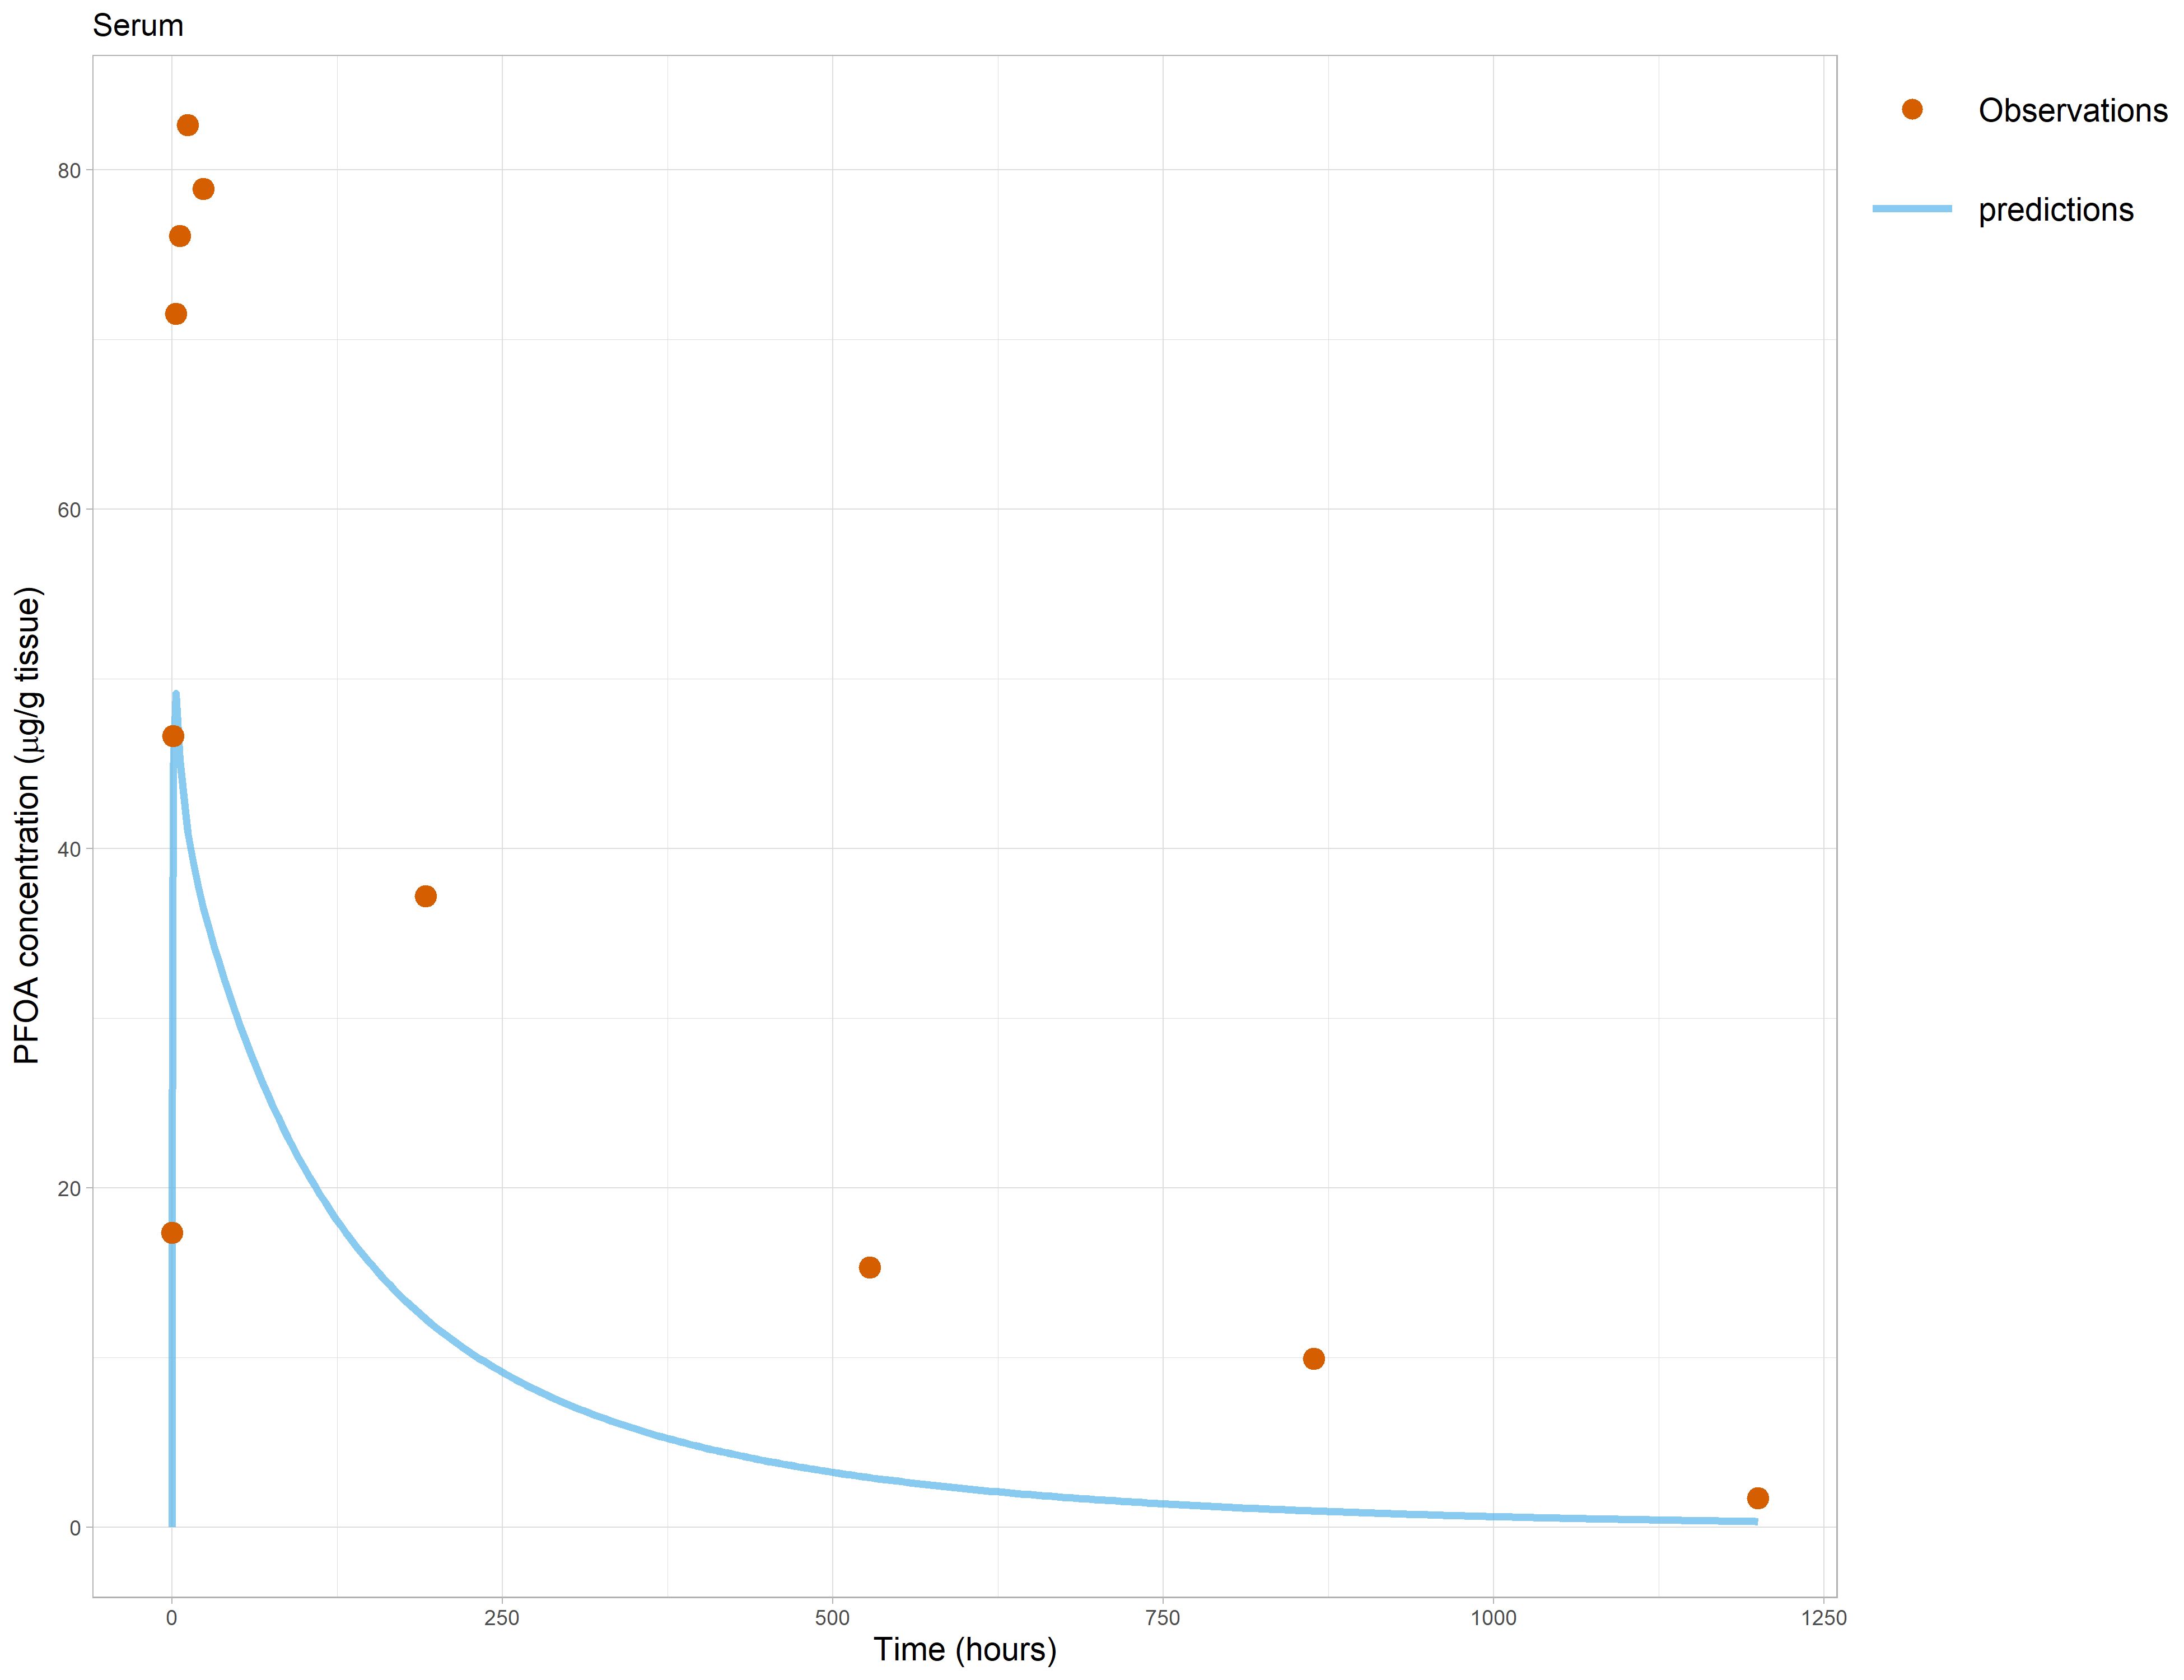 Serum
PFOA concentration (μg/g tissue)
80
60
40
20
0
0 250 500 750 1000 1250
Time (hours)
Observations
predictions